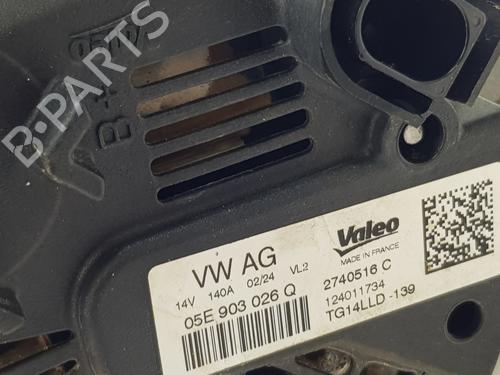 B-PARTS
B+
VW AG
14V 140A 02/24 VL2
05E 903 026 Q
Valeo
MADE IN FRANCE
2740516 C
124011734
TG14LLD -139